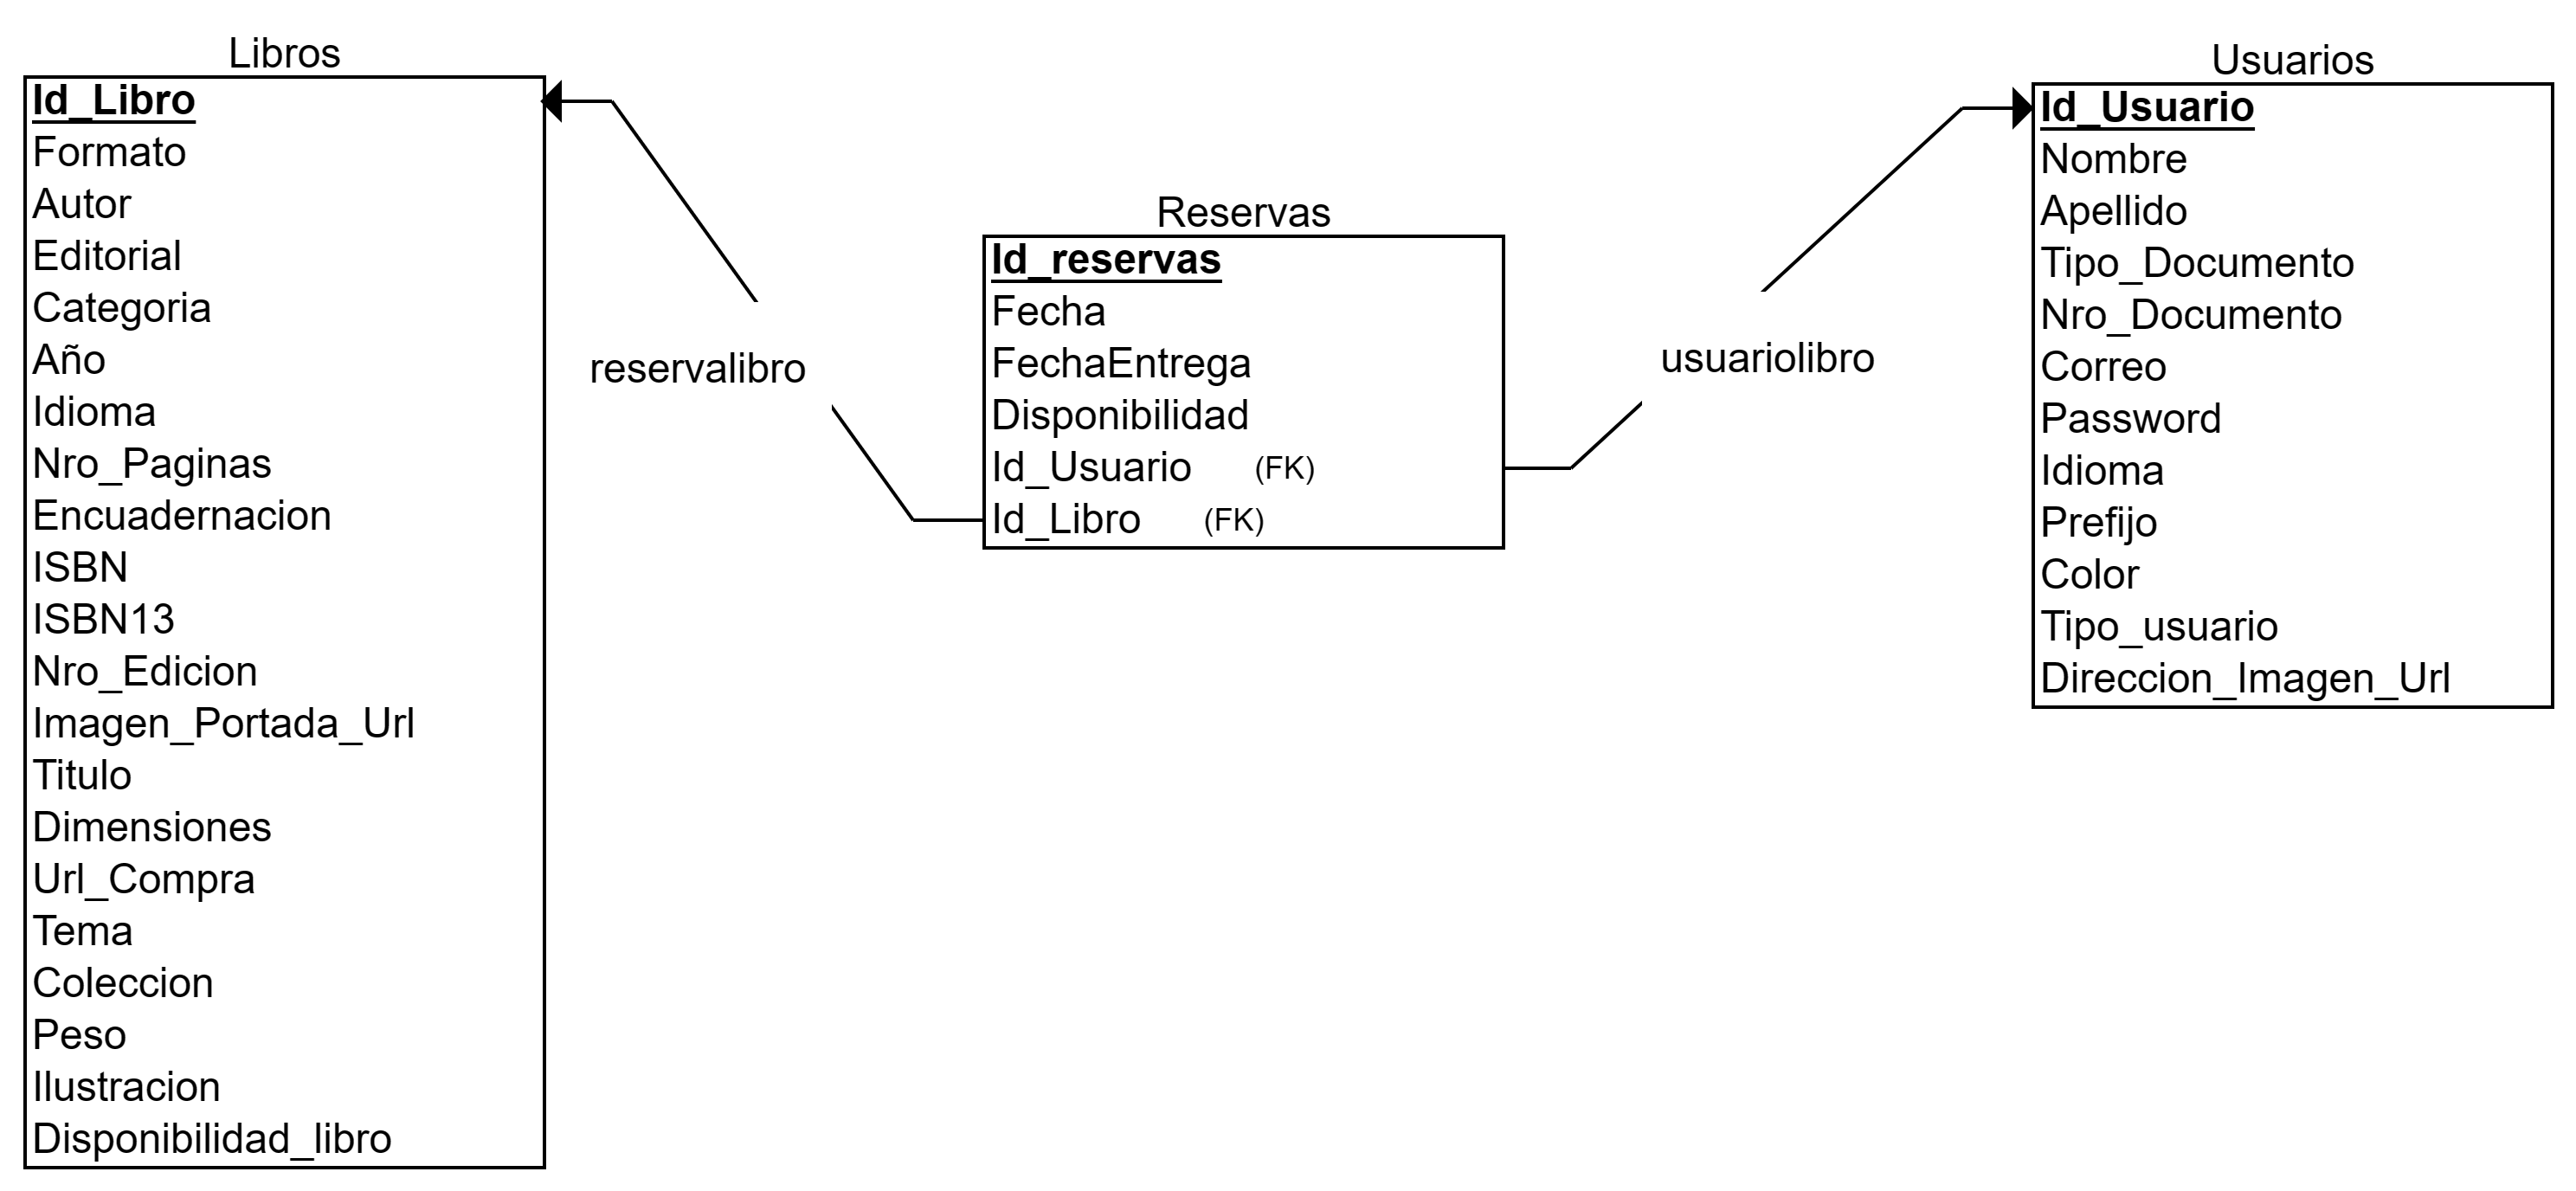 Libros
Id_Libro
Formato
Autor
Editorial
Categoria
Año
Idioma
Nro_Paginas
Encuadernacion
ISBN
ISBN13
Nro_Edicion
Imagen_Portada_Url
Titulo
Dimensiones
Url_Compra
Tema
Coleccion
Peso
Ilustracion
Disponibilidad_libro
reservalibro
Reservas
Id_reservas
Fecha
FechaEntrega
Disponibilidad
Id_Usuario (FK)
Id_Libro (FK)
usuariolibro
Usuarios
Id_Usuario
Nombre
Apellido
Tipo_Documento
Nro_Documento
Correo
Password
Idioma
Prefijo
Color
Tipo_usuario
Direccion_Imagen_Url